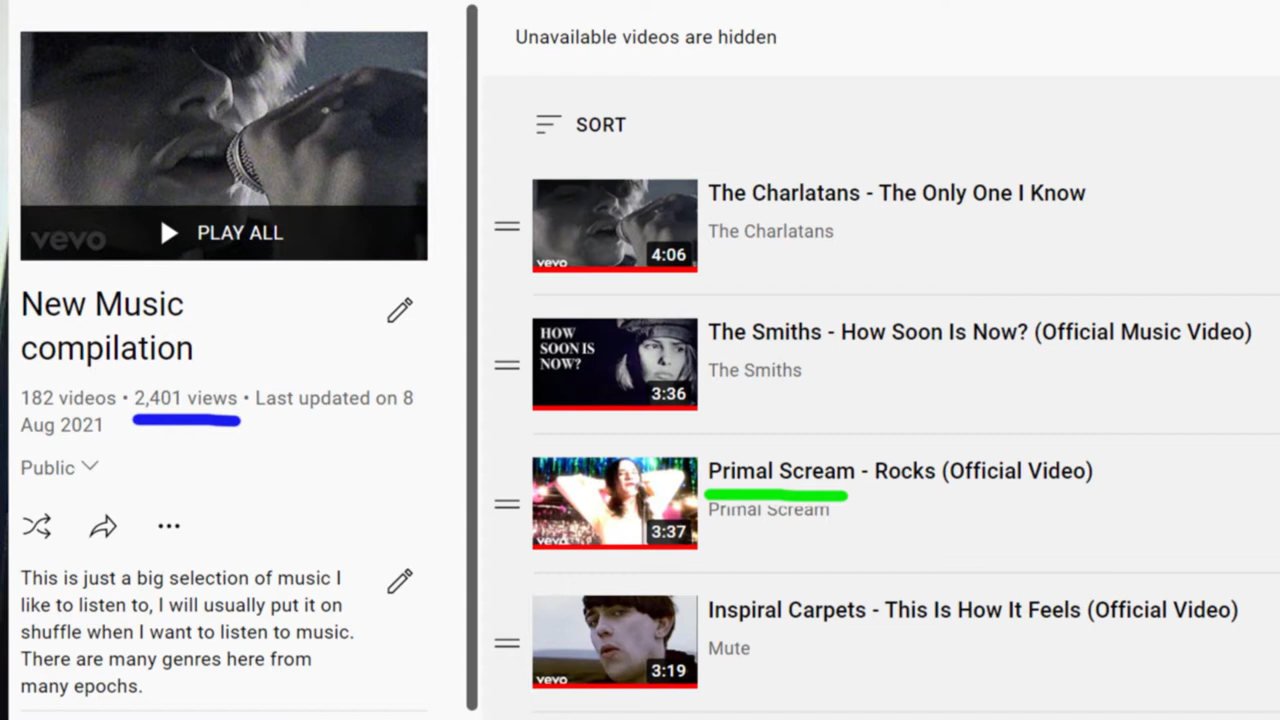 vevo
PLAY ALL
New Music
compilation
182 videos • 2,401 views • Last updated on 8
Aug 2021
Public
This is just a big selection of music I
like to listen to, I will usually put it on
shuffle when I want to listen to music.
There are many genres here from
many epochs.
Unavailable videos are hidden
SORT
vevo
4:06
The Charlatans - The Only One I Know
The Charlatans
HOW
SOON IS
NOW?
3:36
The Smiths - How Soon Is Now? (Official Music Video)
The Smiths
vevo
3:37
Primal Scream - Rocks (Official Video)
Primal Scream
vevo
3:19
Inspiral Carpets - This Is How It Feels (Official Video)
Mute